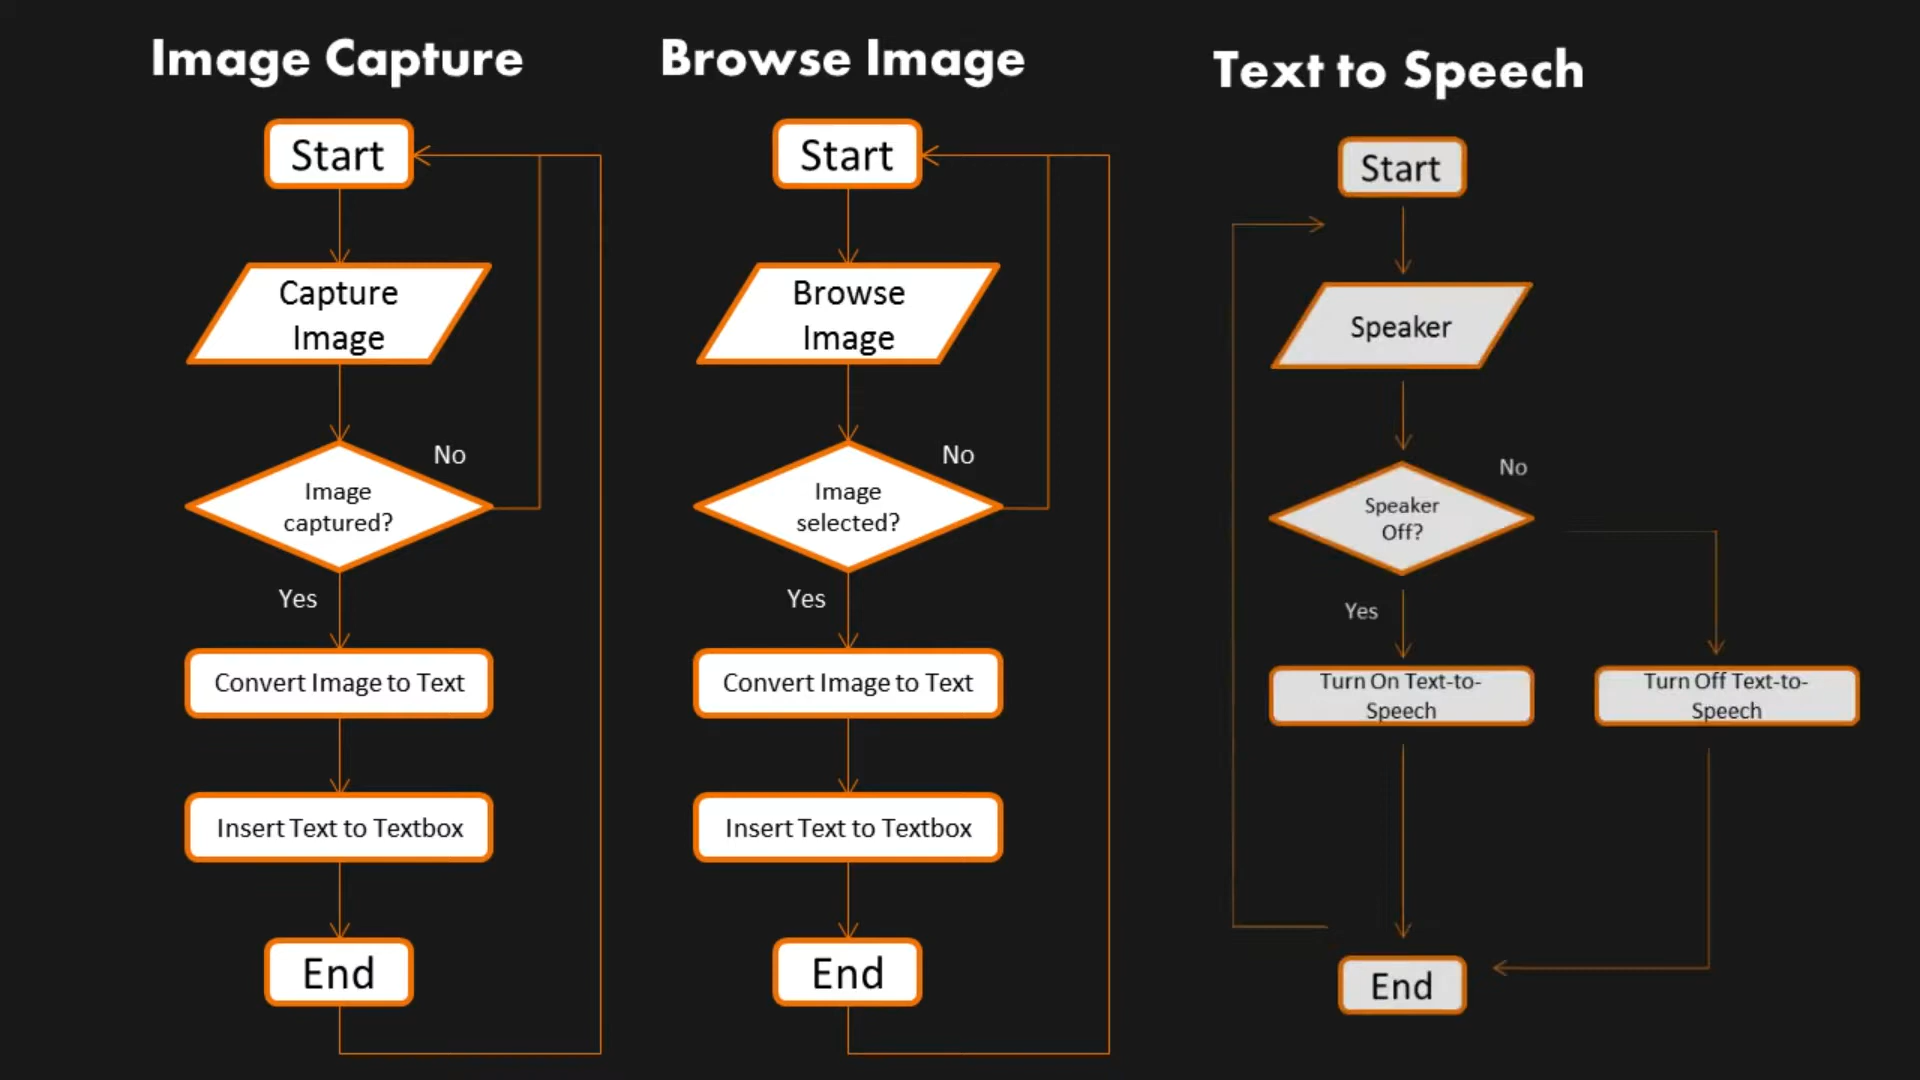 Image Capture
Start
Capture
Image
No
Image
captured?
Yes
Convert Image to Text
Insert Text to Textbox
End
Browse Image
Start
Browse
Image
No
Image
selected?
Yes
Convert Image to Text
Insert Text to Textbox
End
Text to Speech
Start
Speaker
No
Speaker
Off?
Yes
Turn On Text-to-
Speech
Turn Off Text-to-
Speech
End